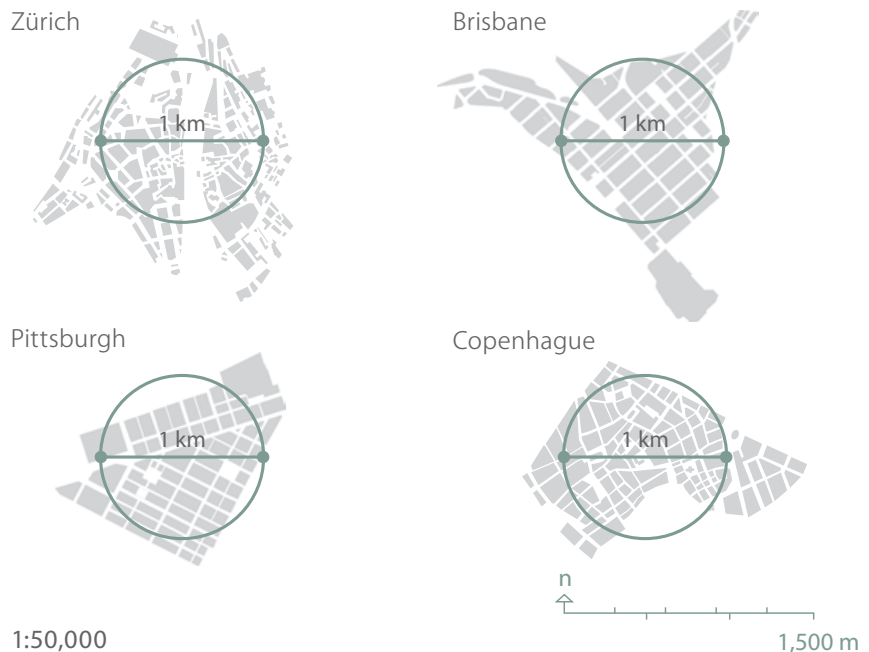 Zürich
Brisbane
1 km
1 km
Pittsburgh
Copenhague
1 km
1 km
n
1:50,000
1,500 m